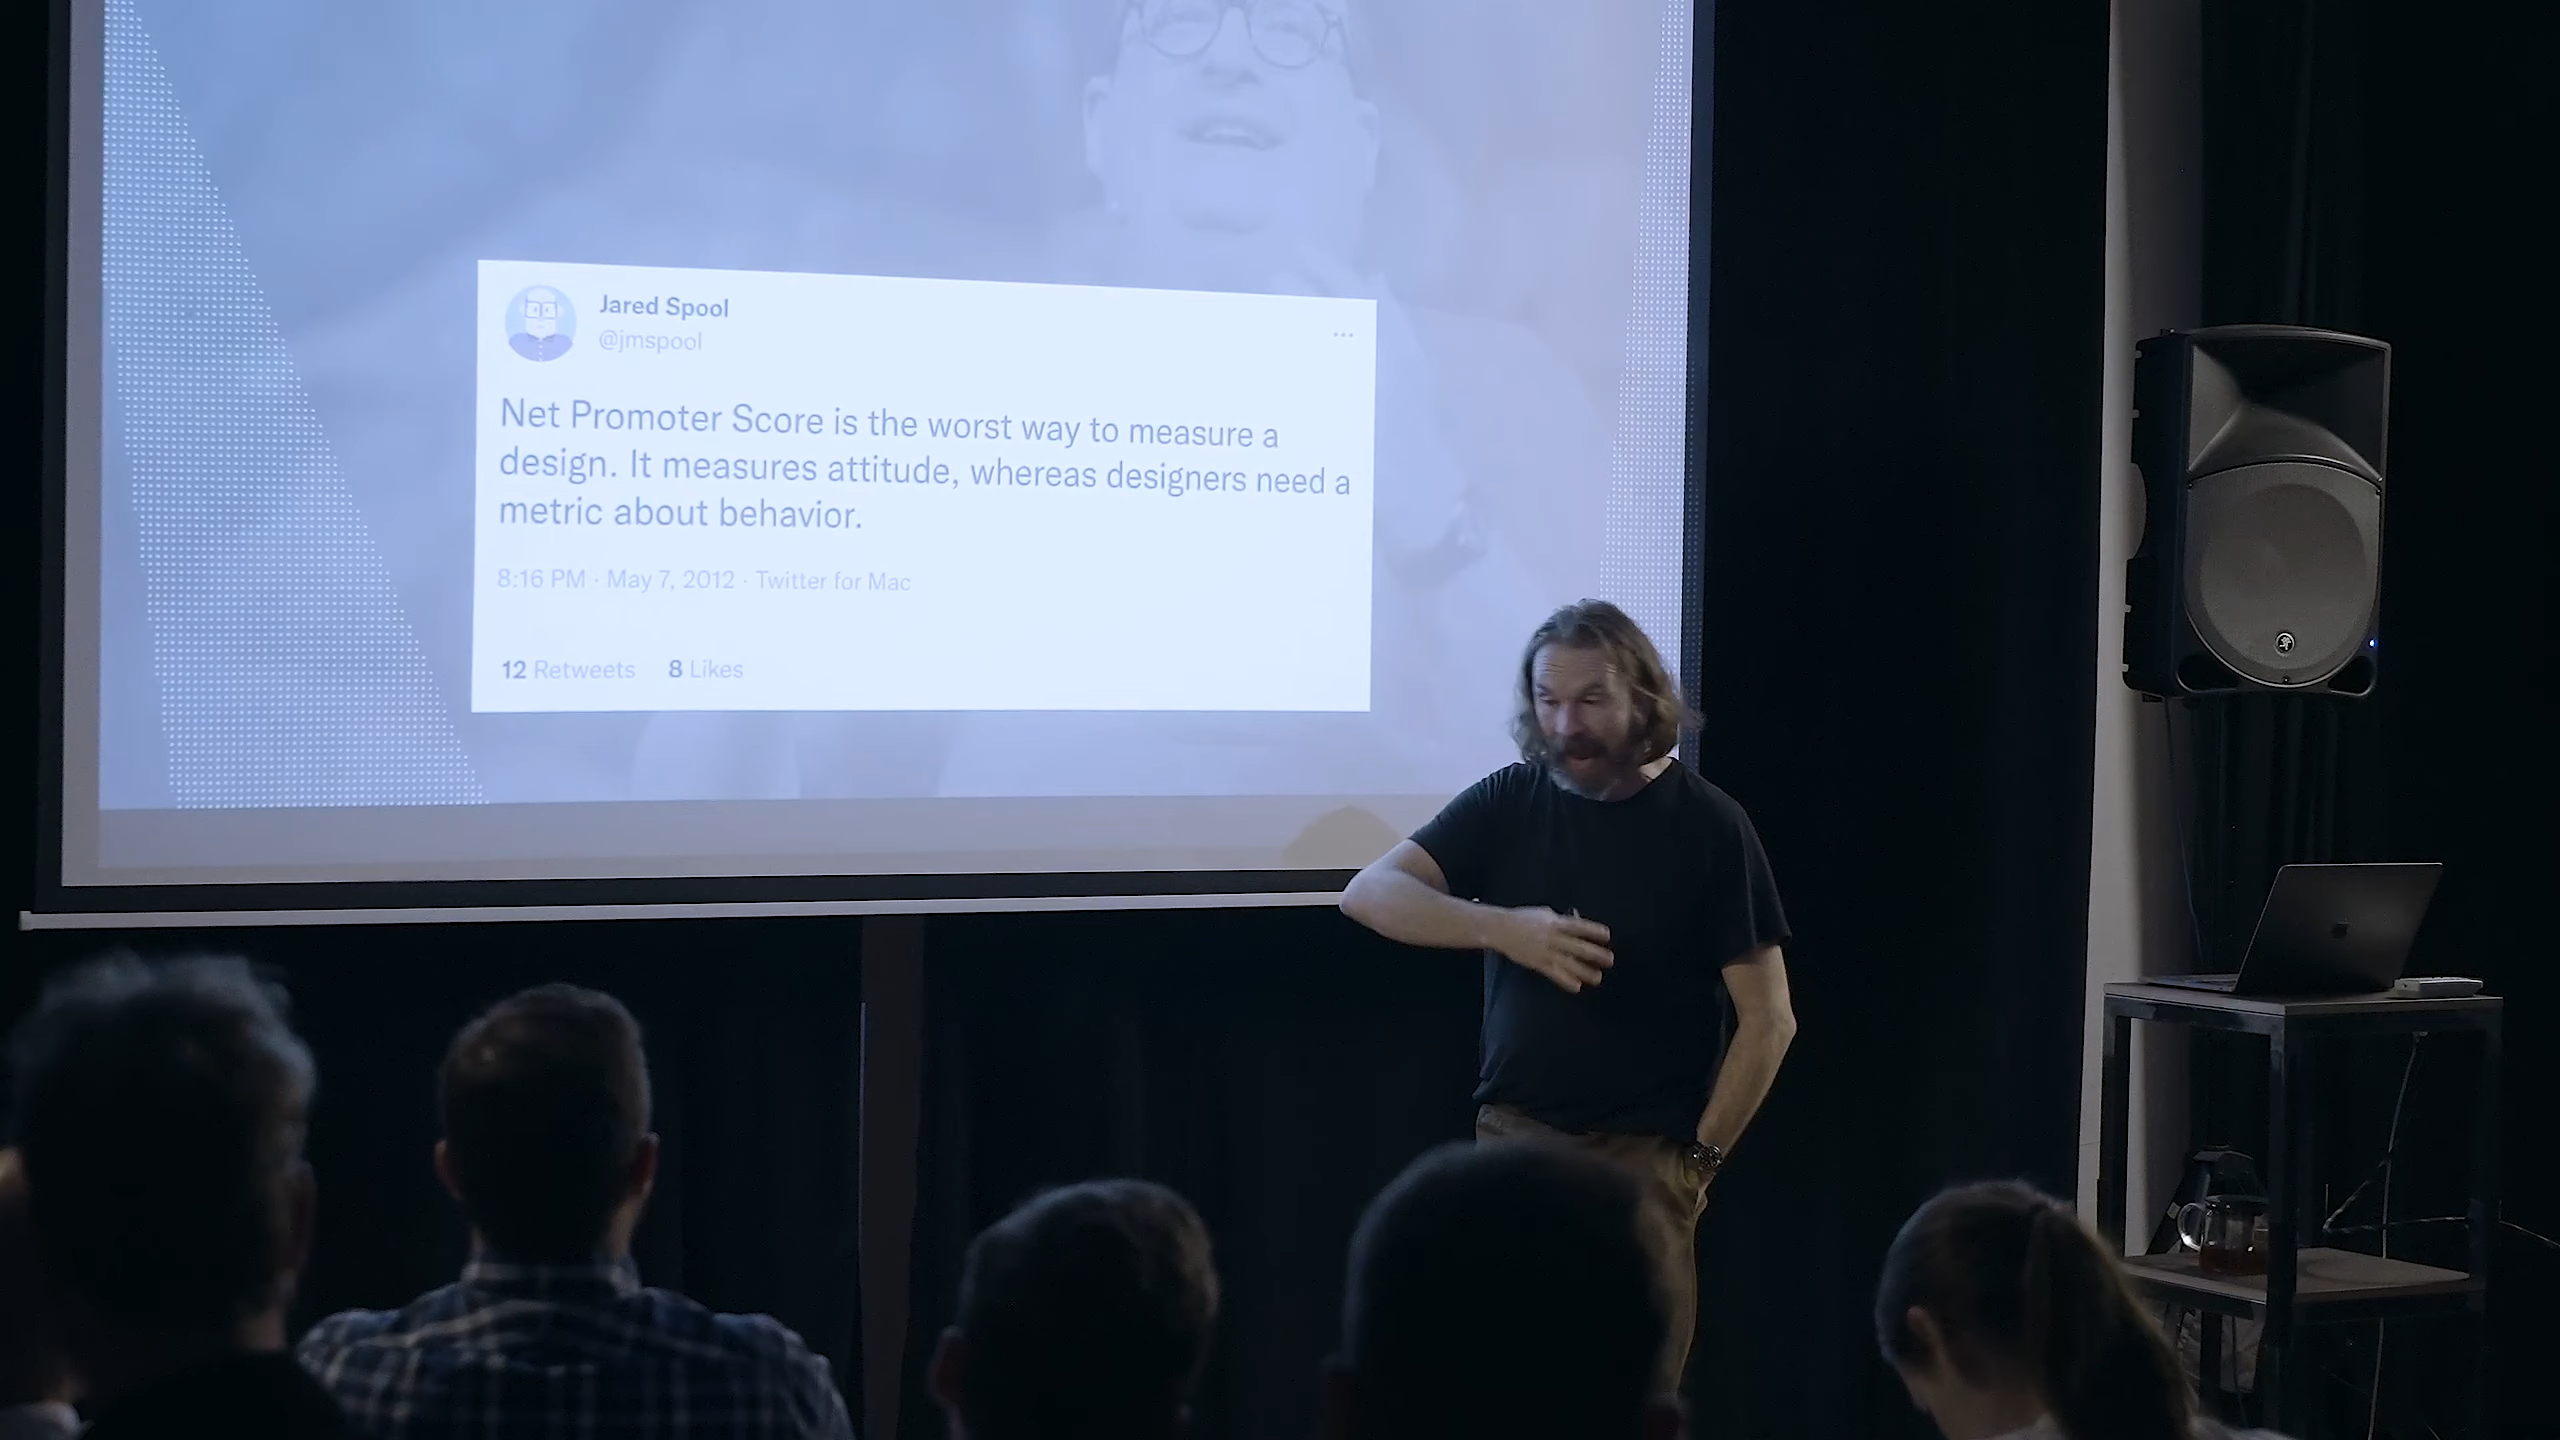 Jared Spool
@jmspool
...
Net Promoter Score is the worst way to measure a
design. It measures attitude, whereas designers need a
metric about behavior.
8:16 PM · May 7, 2012 · Twitter for Mac
12 Retweets 8 Likes